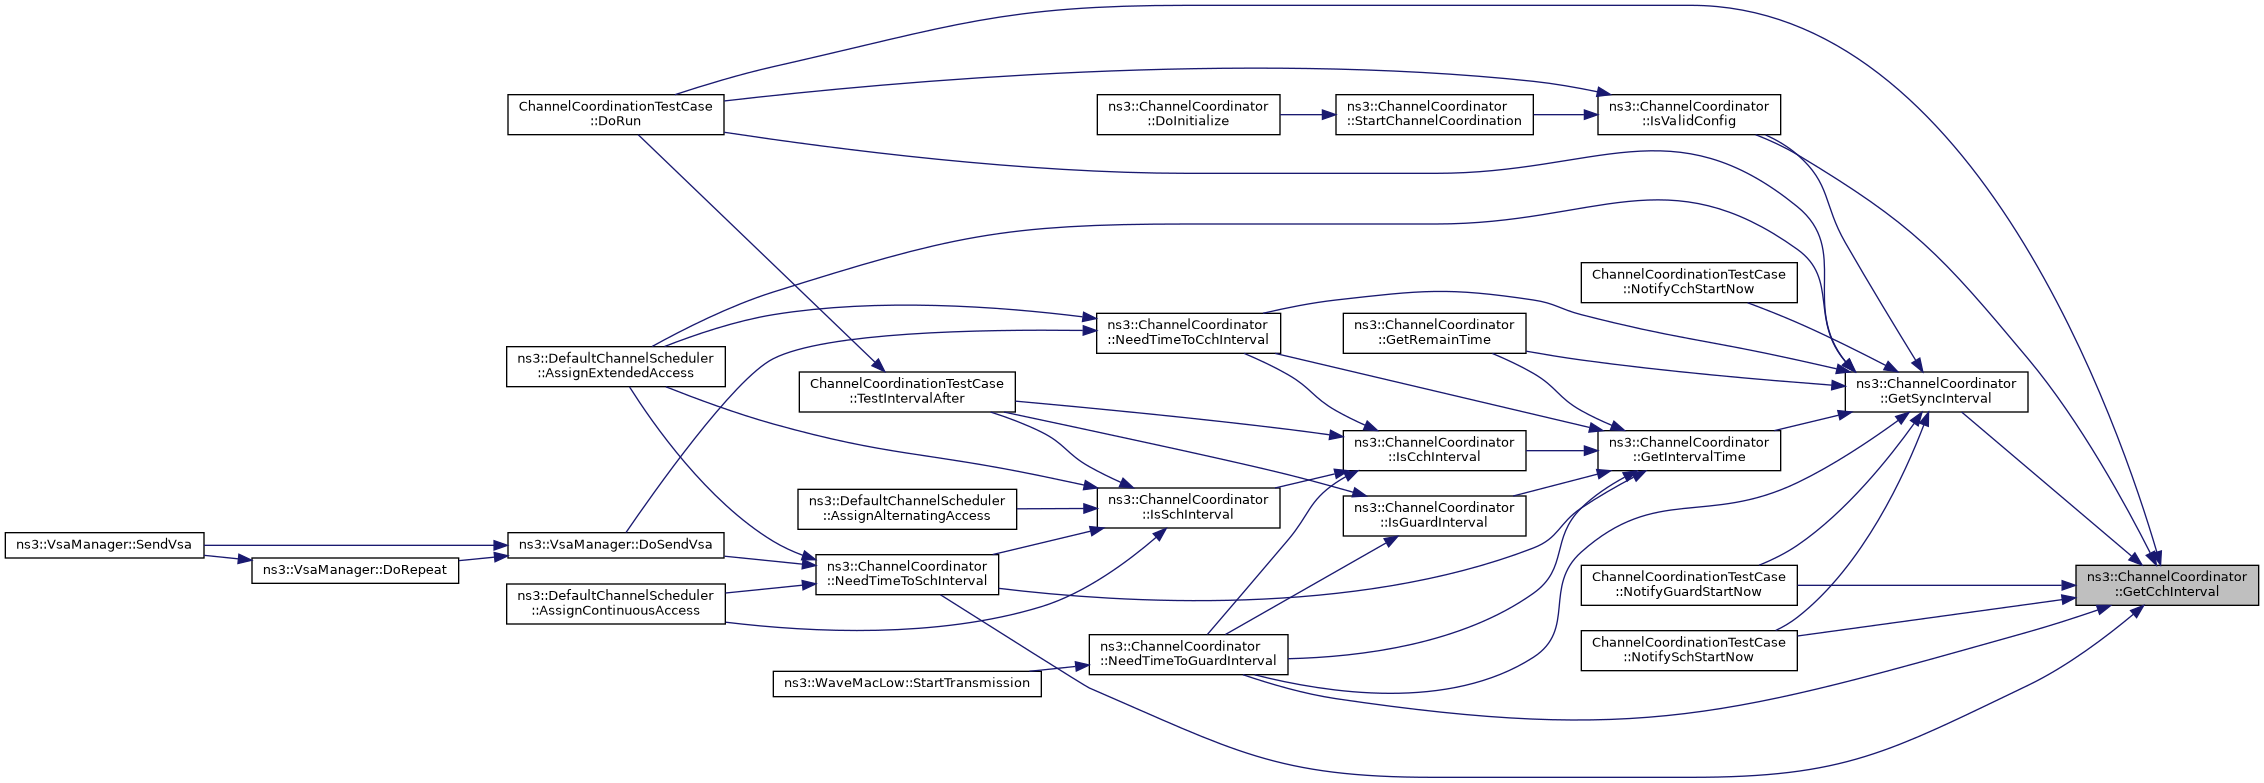 ChannelCoordinationTestCase
::DoRun
ns3::ChannelCoordinator
::DoInitialize
ns3::ChannelCoordinator
::StartChannelCoordination
ns3::ChannelCoordinator
::IsValidConfig
ChannelCoordinationTestCase
::NotifyCchStartNow
ns3::ChannelCoordinator
::NeedTimeToCchInterval
ns3::ChannelCoordinator
::GetRemainTime
ns3::DefaultChannelScheduler
::AssignExtendedAccess
ChannelCoordinationTestCase
::TestIntervalAfter
ns3::ChannelCoordinator
::GetSyncInterval
ns3::ChannelCoordinator
::IsCchInterval
ns3::ChannelCoordinator
::GetIntervalTime
ns3::DefaultChannelScheduler
::AssignAlternatingAccess
ns3::ChannelCoordinator
::IsSchInterval
ns3::ChannelCoordinator
::IsGuardInterval
ns3::VsaManager::SendVsa
ns3::VsaManager::DoRepeat
ns3::VsaManager::DoSendVsa
ns3::ChannelCoordinator
::NeedTimeToSchInterval
ns3::DefaultChannelScheduler
::AssignContinuousAccess
ChannelCoordinationTestCase
::NotifyGuardStartNow
ns3::ChannelCoordinator
::GetCchInterval
ns3::ChannelCoordinator
::NeedTimeToGuardInterval
ChannelCoordinationTestCase
::NotifySchStartNow
ns3::WaveMacLow::StartTransmission